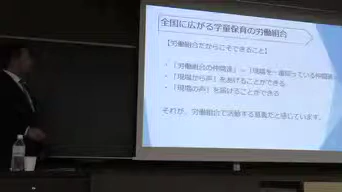 全国に広がる学童保育の労働組合
【労働組合だからこそできること】
・「労働組合の仲間達」=「現場を一番知っている仲間達
・「現場から声」をあげることができる
・「現場の声」を届けることができる
それが、労働組合で活動する意義だと感じています。